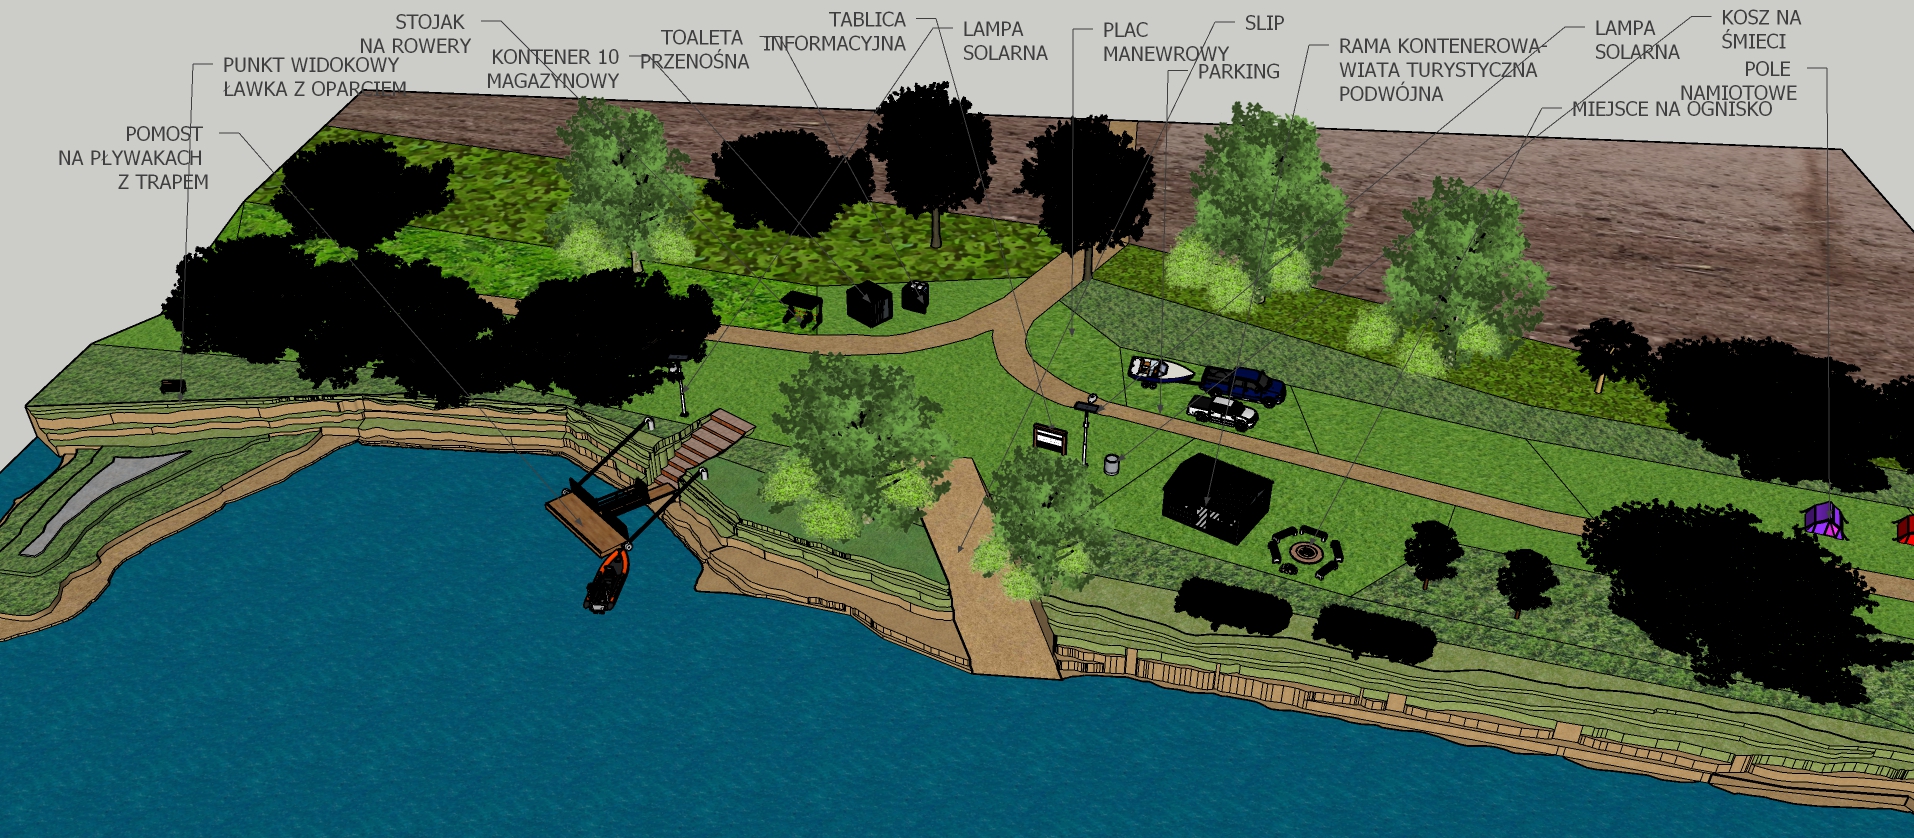 STOJAK
NA ROWERY
PUNKT WIDOKOWY
ŁAWKA Z OPARCIEM
POMOST
NA PŁYWAKACH
Z TRAPEM
KONTENER 10
MAGAZYNOWY
TOALETA
PRZENOŚNA
TABLICA
INFORMACYJNA
LAMPA
SOLARNA
PLAC
MANEWROWY
SLIP
PARKING
RAMA KONTENEROWA-
WIATA TURYSTYCZNA
PODWÓJNA
LAMPA
SOLARNA
KOSZ NA
ŚMIECI
POLE
NAMIOTOWE
MIEJSCE NA OGNISKO